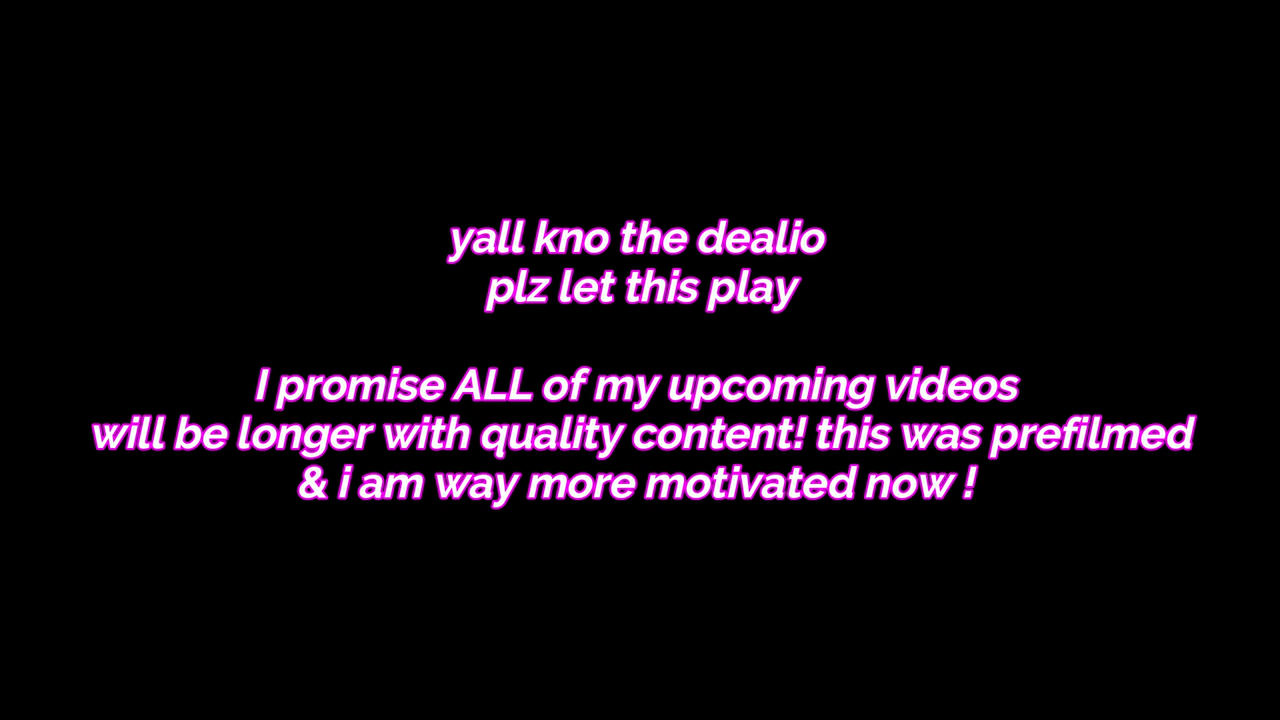 yall kno the dealio
plz let this play
I promise ALL of my upcoming videos
will be longer with quality content! this was prefilmed
& i am way more motivated now !